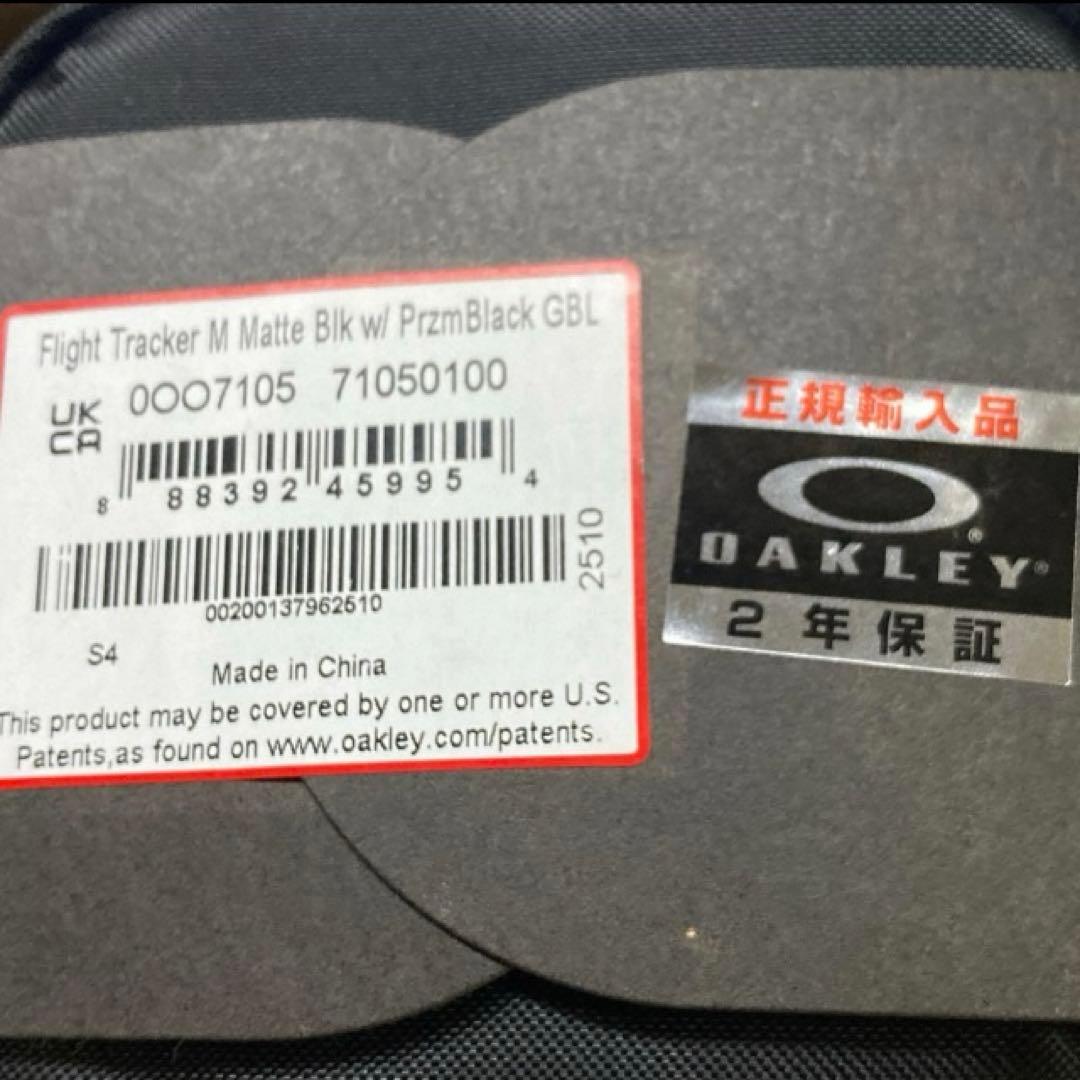 Flight Tracker M Matte Blk w/ PrzmBlack GBL
UK
CA
0OO7105 71050100
8 88392 45995 4
2510
00200137962510
S4
Made in China
This product may be covered by one or more U.S.
Patents,as found on www.oakley.com/patents.
正規輸入品
OAKLEY®
2年保証